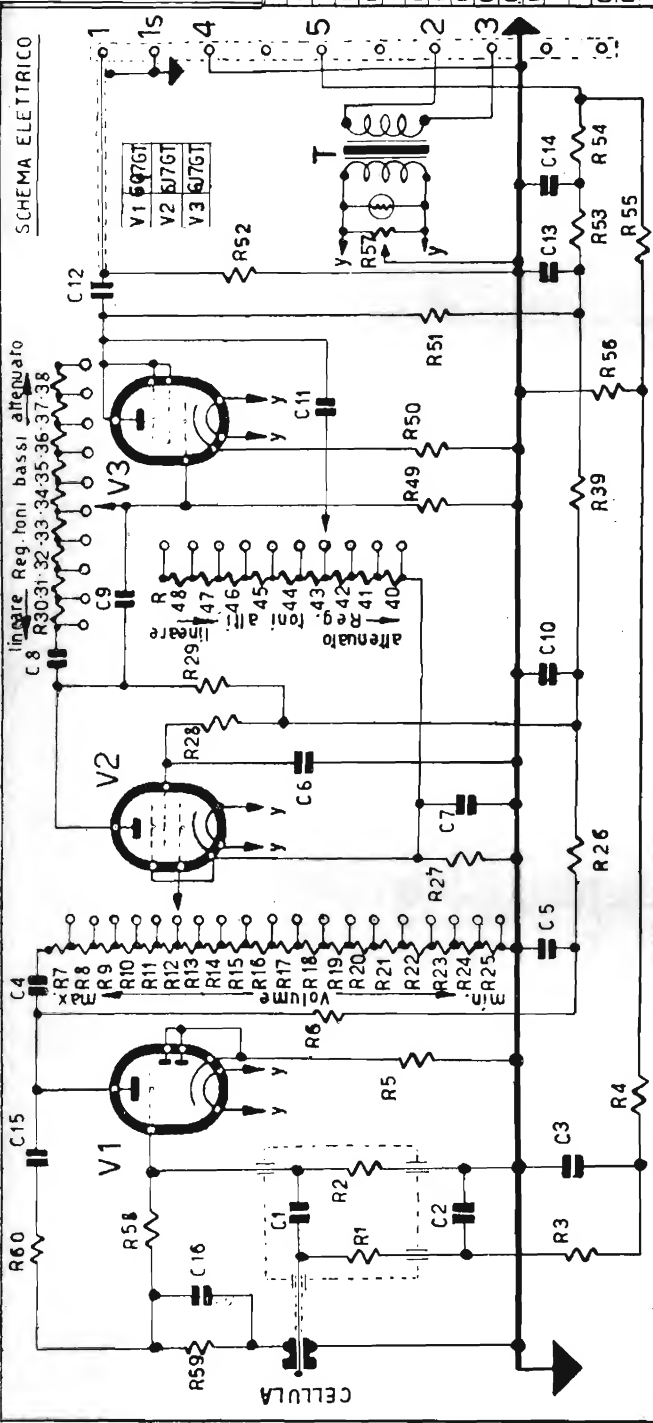 SCHEMA ELETTRICO
R60
C15
C4
lineare Reg. toni bassi attenuato
R30-31-32-33-34-35-36-37-38
C8
C12
1
1s
4
5
2
3
V1
V2
V3
V1 6Q7GT
V2 6J7GT
V3 6J7GT
R58
C16
R59
CELLULA
C1
R1
R2
C2
R3
C3
R4
R5
R6
y
y
max.
Volume
min.
R7
R8
R9
R10
R11
R12
R13
R14
R15
R16
R17
R18
R19
R20
R21
R22
R23
R24
R25
C5
R26
R27
C7
C6
R28
R29
y
y
C9
R
48
47
46
45
44
43
42
41
40
attenuato Reg. toni alti lineare
C10
R39
R49
R50
C11
y
y
R51
R52
T
R57
y
y
C13
C14
R53
R54
R55
R56